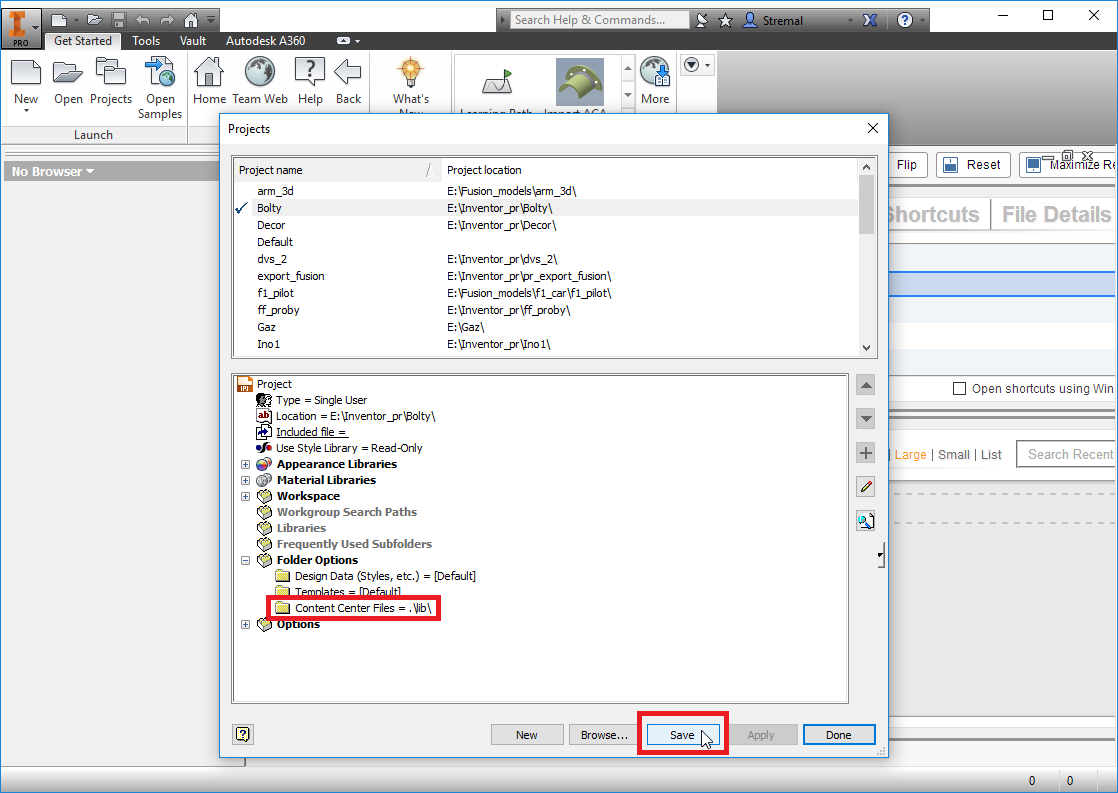 I
PRO
Search Help & Commands...
Stremal
Get Started
Tools
Vault
Autodesk A360
New
Open
Projects
Open
Samples
Home
Team Web
Help
Back
What's
New
Learning Path
Import ACA
More
Launch
No Browser
Flip
Reset
Maximize Re
Shortcuts
File Details
Open shortcuts using Win
Large | Small | List
Search Recent
Projects
Project name
Project location
arm_3d
E:\Fusion_models\arm_3d\
Bolty
E:\Inventor_pr\Bolty\
Decor
E:\Inventor_pr\Decor\
Default
dvs_2
E:\Inventor_pr\dvs_2\
export_fusion
E:\Inventor_pr\pr_export_fusion\
f1_pilot
E:\Fusion_models\f1_car\f1_pilot\
ff_proby
E:\Inventor_pr\ff_proby\
Gaz
E:\Gaz\
Ino1
E:\Inventor_pr\Ino1\
Project
Type = Single User
Location = E:\Inventor_pr\Bolty\
Included file =
Use Style Library = Read-Only
Appearance Libraries
Material Libraries
Workspace
Workgroup Search Paths
Libraries
Frequently Used Subfolders
Folder Options
Design Data (Styles, etc.) = [Default]
Templates = [Default]
Content Center Files = .\lib\
Options
New
Browse...
Save
Apply
Done
0
0